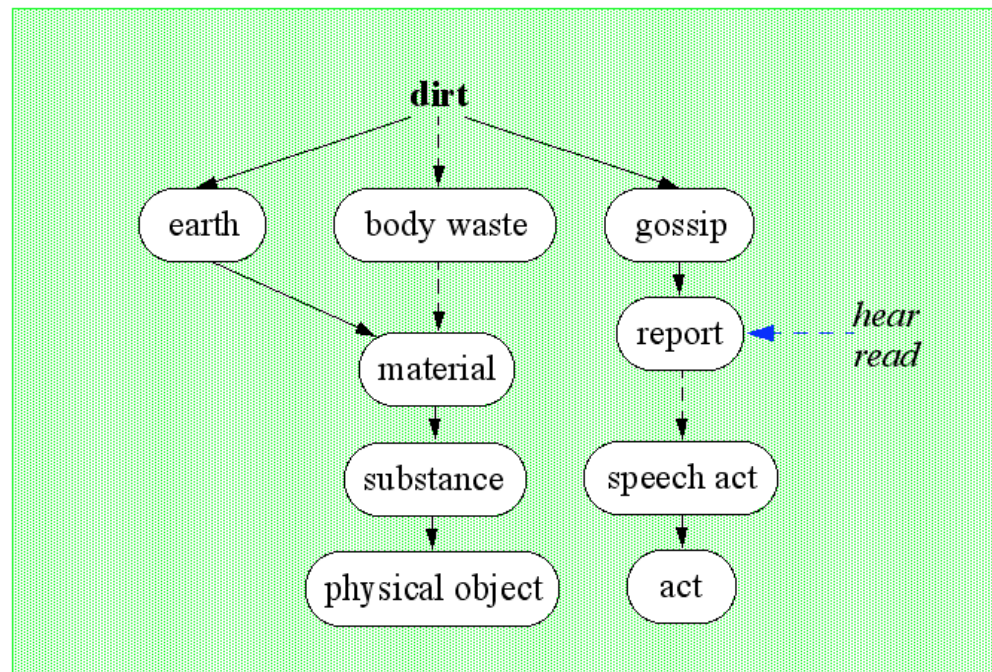 dirt
earth
body waste
gossip
report
hear
read
material
substance
speech act
physical object
act